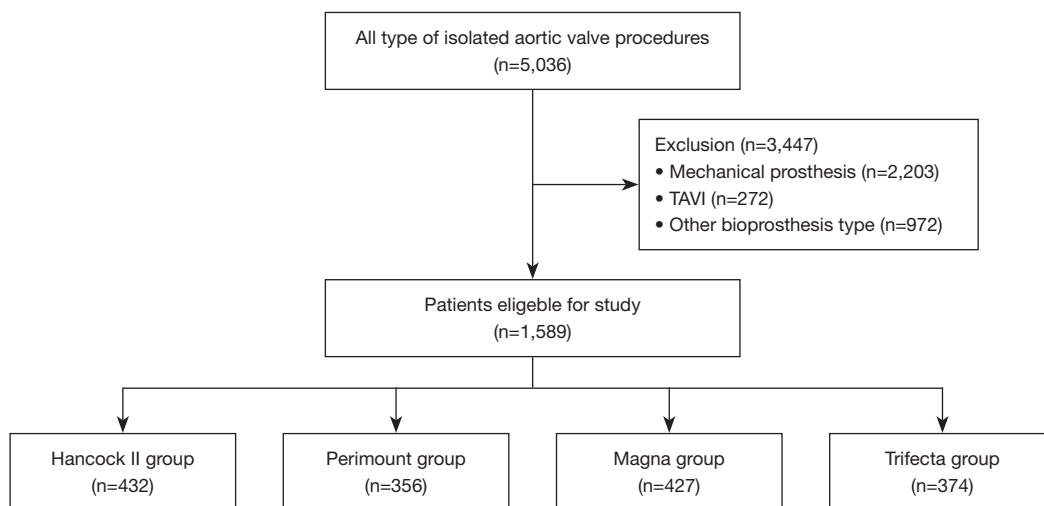 All type of isolated aortic valve procedures
(n=5,036)
Exclusion (n=3,447)
• Mechanical prosthesis (n=2,203)
• TAVI (n=272)
• Other bioprosthesis type (n=972)
Patients eligeble for study
(n=1,589)
Hancock II group
(n=432)
Perimount group
(n=356)
Magna group
(n=427)
Trifecta group
(n=374)